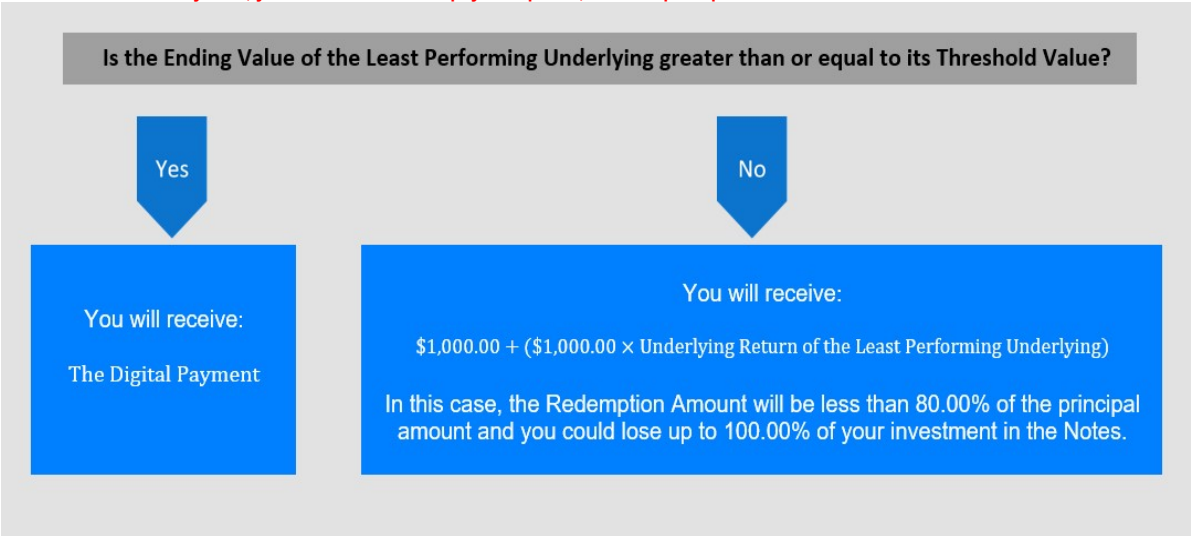 Is the Ending Value of the Least Performing Underlying greater than or equal to its Threshold Value?
Yes
No
You will receive:
The Digital Payment
You will receive:
$1,000.00 + ($1,000.00 × Underlying Return of the Least Performing Underlying)
In this case, the Redemption Amount will be less than 80.00% of the principal
amount and you could lose up to 100.00% of your investment in the Notes.